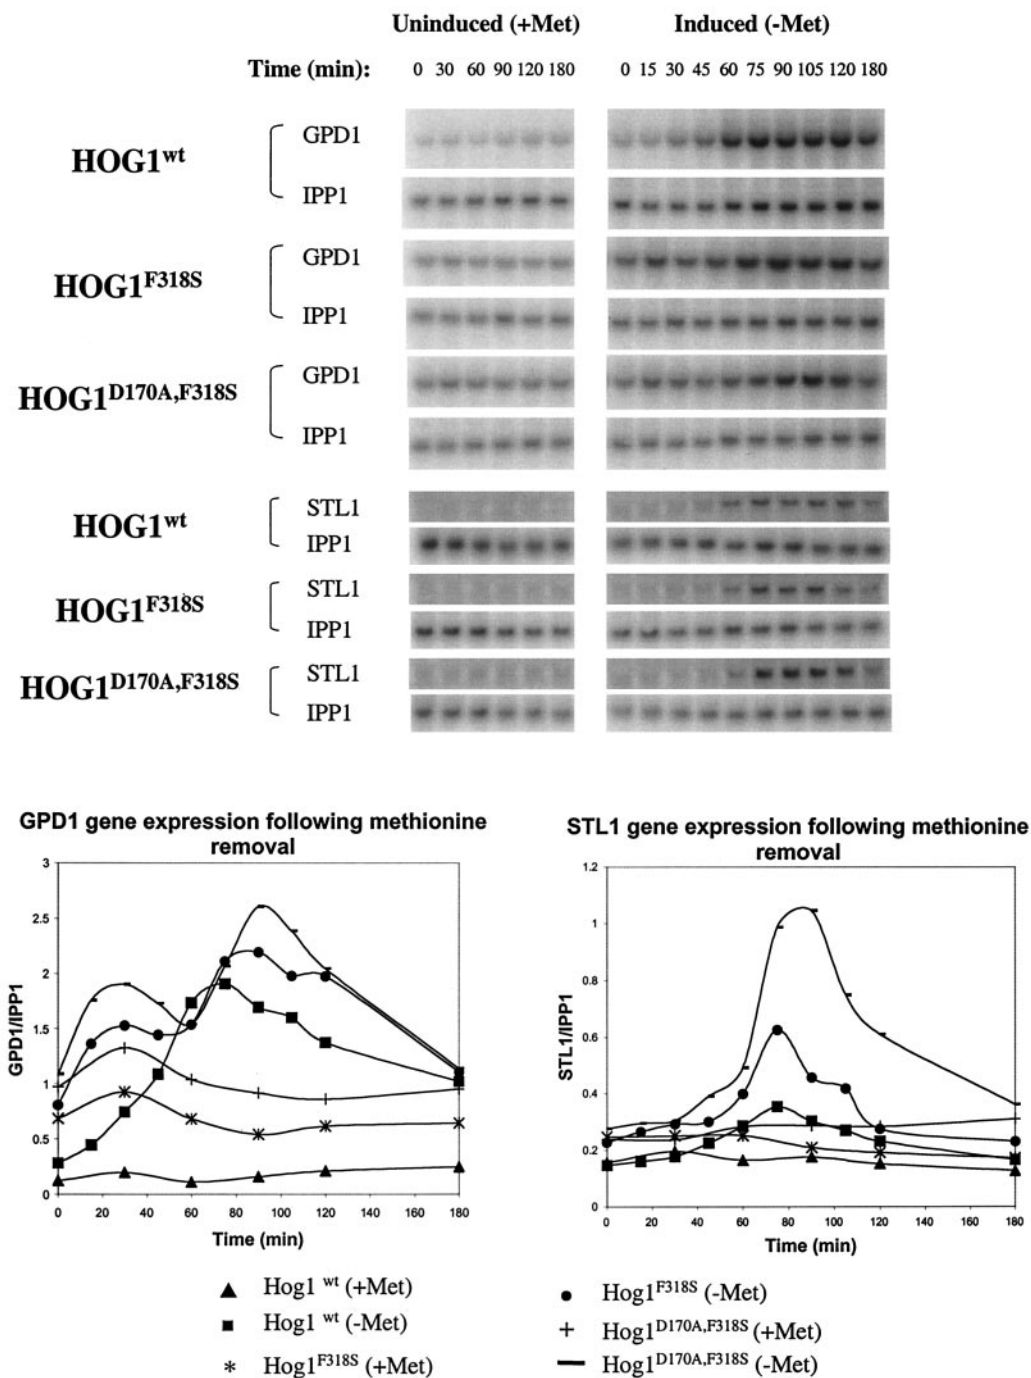 Uninduced (+Met) Induced (-Met)
Time (min): 0 30 60 90 120 180 0 15 30 45 60 75 90 105 120 180
HOG1wt GPD1
IPP1
HOG1F318S GPD1
IPP1
HOG1D170A,F318S GPD1
IPP1
HOG1wt STL1
IPP1
HOG1F318S STL1
IPP1
HOG1D170A,F318S STL1
IPP1
GPD1 gene expression following methionine
removal
3
2.5
2
1.5
1
0.5
0
GPD1/IPP1
0 20 40 60 80 100 120 140 160 180
Time (min)
STL1 gene expression following methionine
removal
1.2
1
0.8
0.6
0.4
0.2
0
STL1/IPP1
0 20 40 60 80 100 120 140 160 180
Time (min)
Hog1 wt (+Met)
Hog1 wt (-Met)
Hog1F318S (+Met)
Hog1F318S (-Met)
Hog1D170A,F318S (+Met)
Hog1D170A,F318S (-Met)